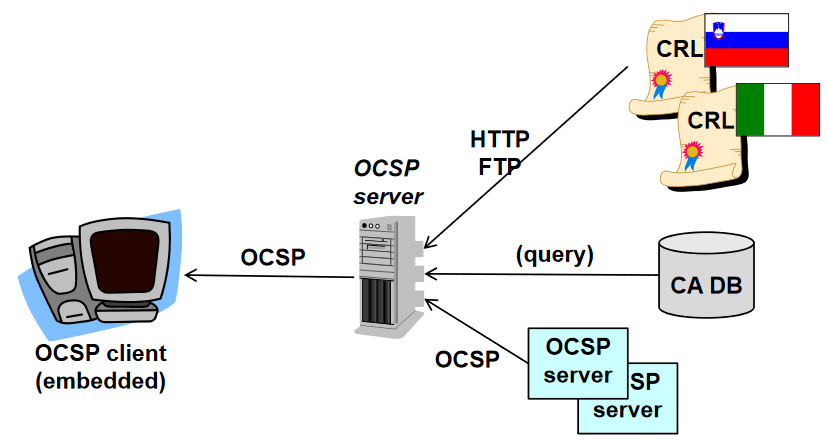 CRL
CRL
HTTP
FTP
OCSP
server
OCSP
(query)
CA DB
OCSP client
(embedded)
OCSP
OCSP
server
SP
server